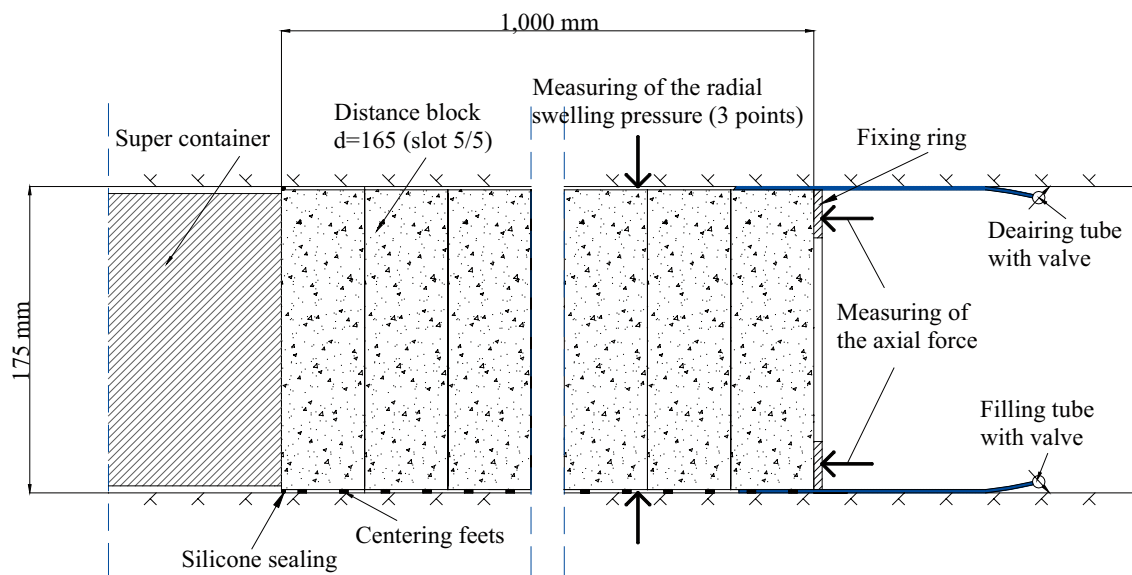 1,000 mm
Measuring of the radial
swelling pressure (3 points)
Distance block
d=165 (slot 5/5)
Super container
Fixing ring
Deairing tube
with valve
175 mm
Measuring of
the axial force
Filling tube
with valve
Centering feets
Silicone sealing